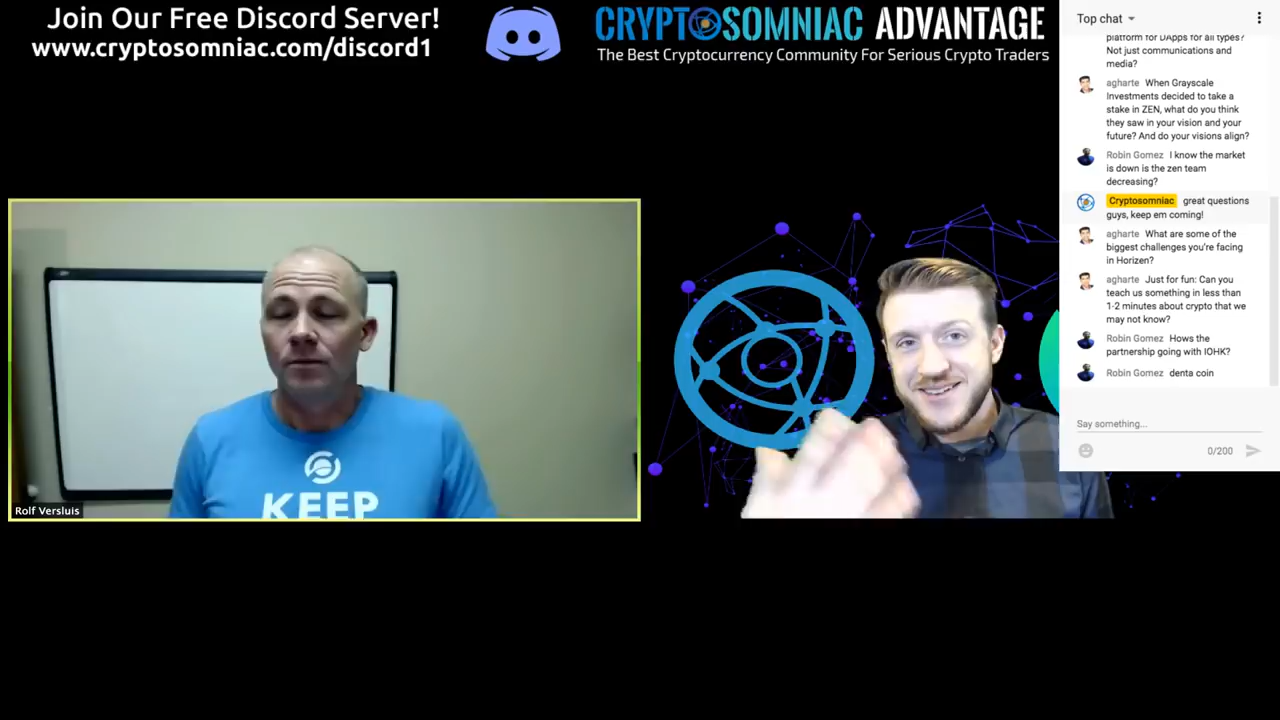 Join Our Free Discord Server!
www.cryptosomniac.com/discord1
CRYPTOSOMNIAC ADVANTAGE
The Best Cryptocurrency Community For Serious Crypto Traders
Top chat
platform for DApps for all types?
Not just communications and
media?
agharte When Grayscale
Investments decided to take a
stake in ZEN, what do you think
they saw in your vision and your
future? And do your visions align?
Robin Gomez I know the market
is down is the zen team
decreasing?
Cryptosomniac great questions
guys, keep em coming!
agharte What are some of the
biggest challenges you're facing
in Horizen?
agharte Just for fun: Can you
teach us something in less than
1-2 minutes about crypto that we
may not know?
Robin Gomez Hows the
partnership going with IOHK?
Robin Gomez denta coin
Say something...
0/200
KEEP
Rolf Versluis